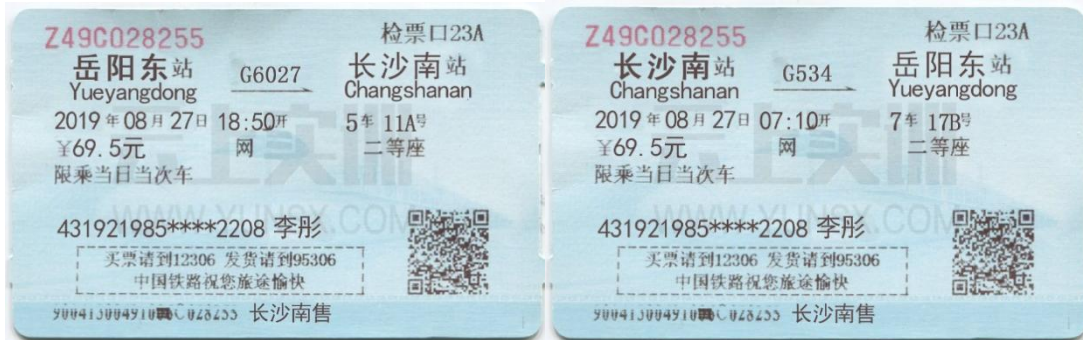 Z49C028255 检票口23A
岳阳东站 G6027 长沙南站
Yueyangdong Changshanan
2019年08月27日 18:50开 5车 11A号
¥69.5元 网 二等座
限乘当日当次车
431921985****2208 李彤
买票请到12306 发货请到95306
中国铁路祝您旅途愉快
长沙南售
Z49C028255 检票口23A
长沙南站 G534 岳阳东站
Changshanan Yueyangdong
2019年08月27日 07:10开 7车 17B号
¥69.5元 网 二等座
限乘当日当次车
431921985****2208 李彤
买票请到12306 发货请到95306
中国铁路祝您旅途愉快
长沙南售